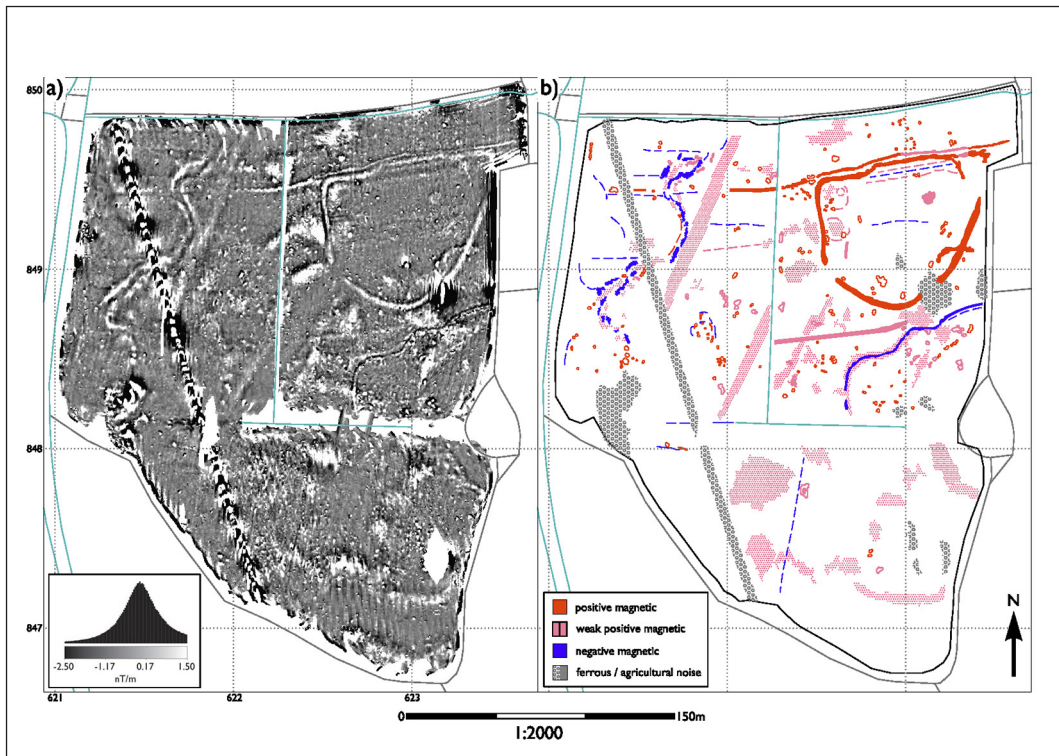 a)
b)
850
849
848
847
621
622
623
-2.50 -1.17 0.17 1.50
nT/m
positive magnetic
weak positive magnetic
negative magnetic
ferrous / agricultural noise
N
0 150m
1:2000